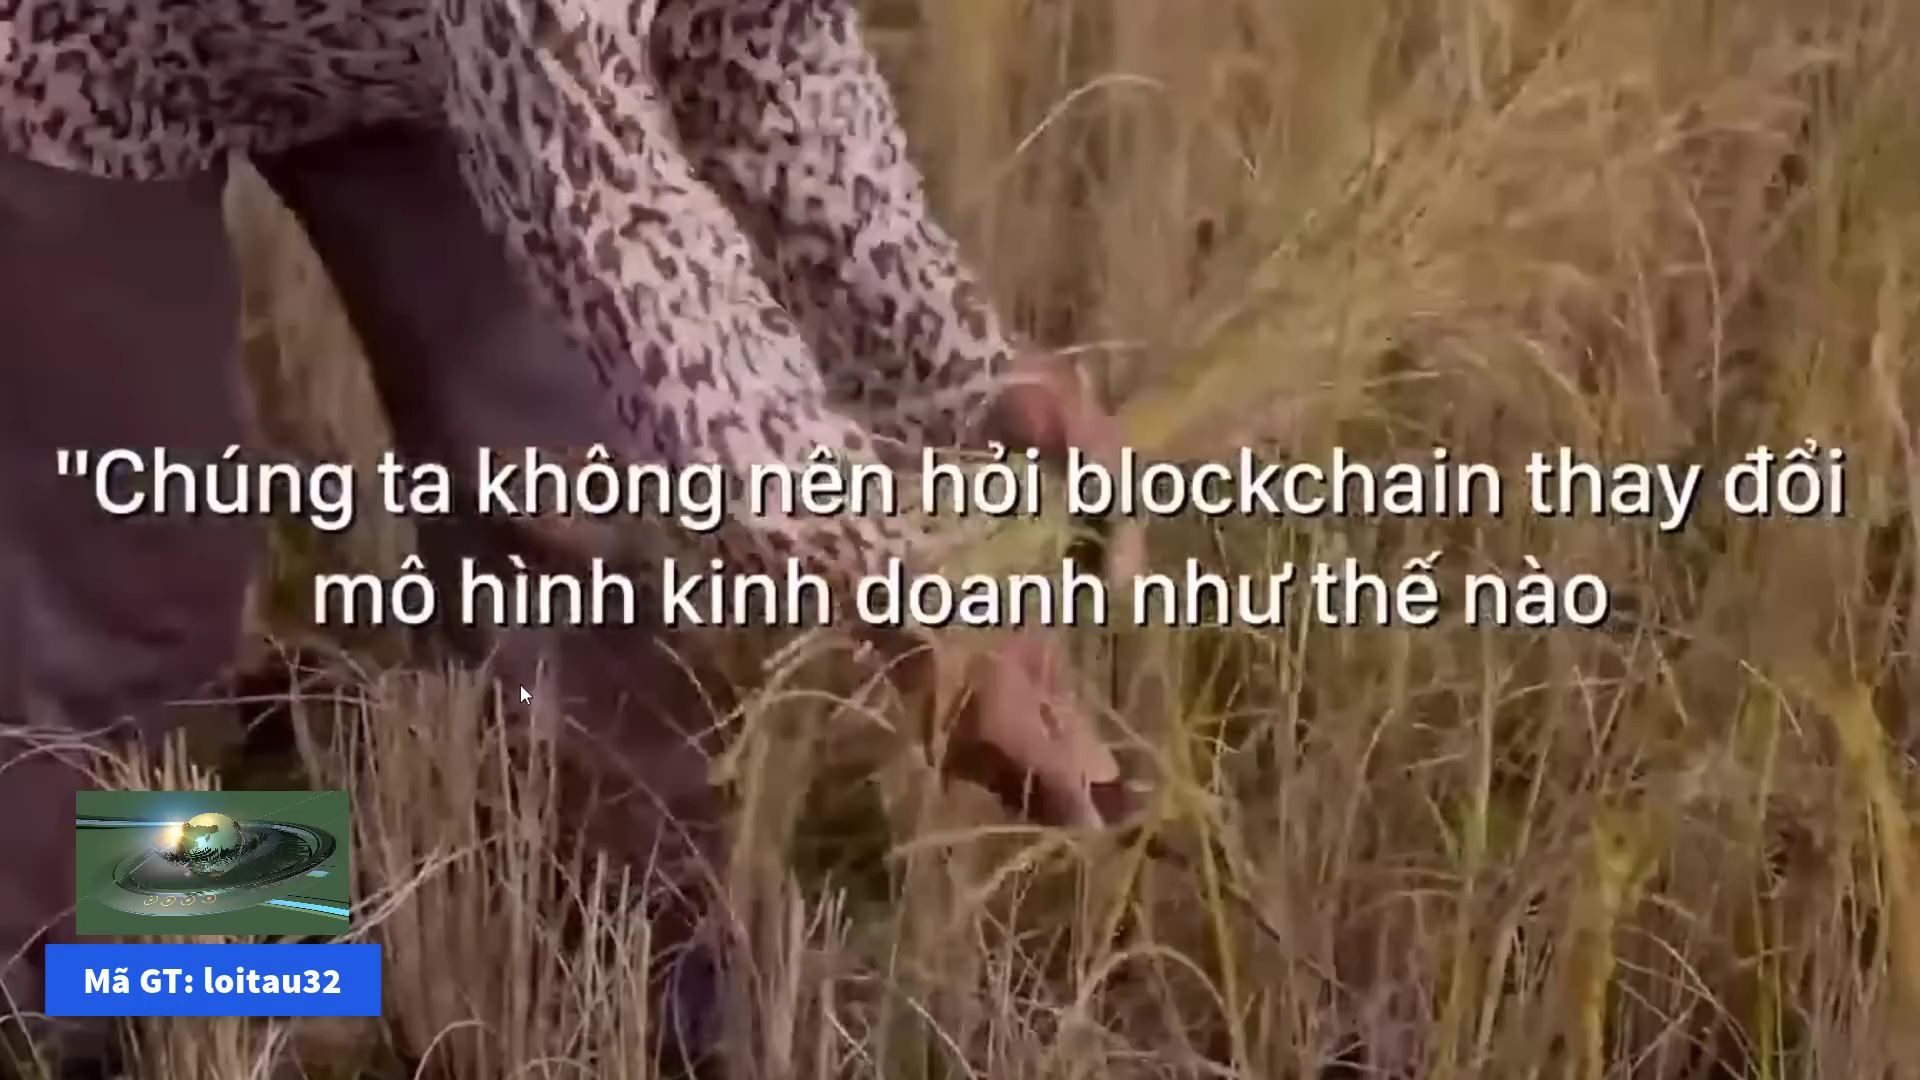 "Chúng ta không nên hỏi blockchain thay đổi
mô hình kinh doanh như thế nào
Mã GT: loitau32